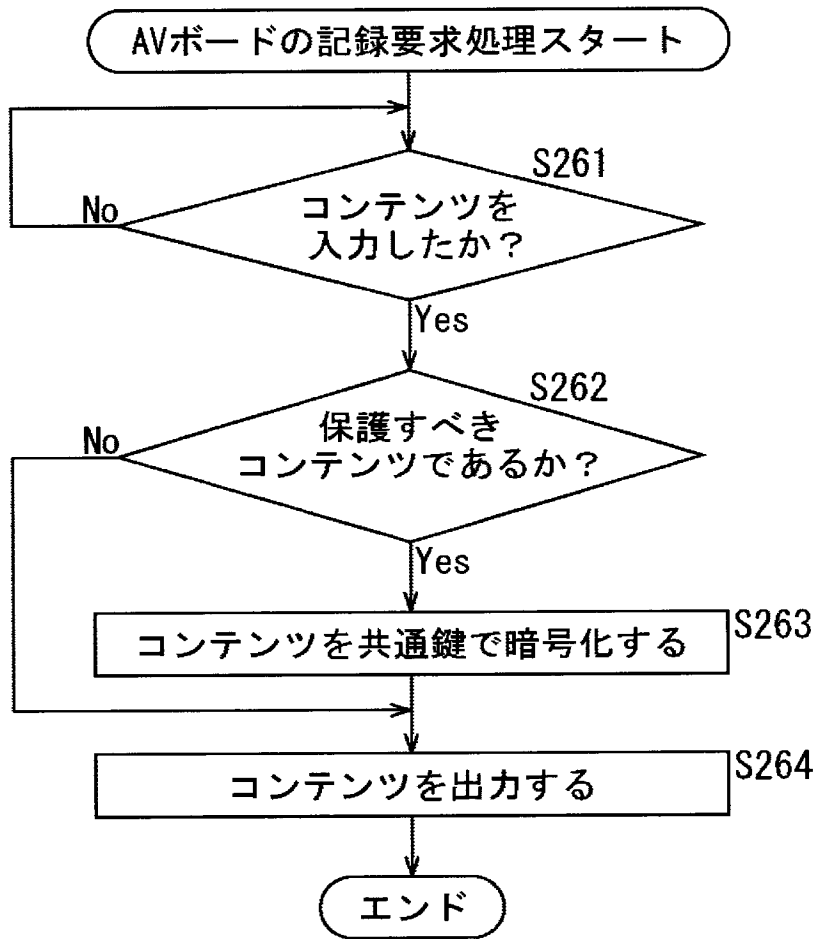 AVボードの記録要求処理スタート
S261
No
コンテンツを
入力したか？
Yes
S262
No
保護すべき
コンテンツであるか？
Yes
コンテンツを共通鍵で暗号化する
S263
コンテンツを出力する
S264
エンド